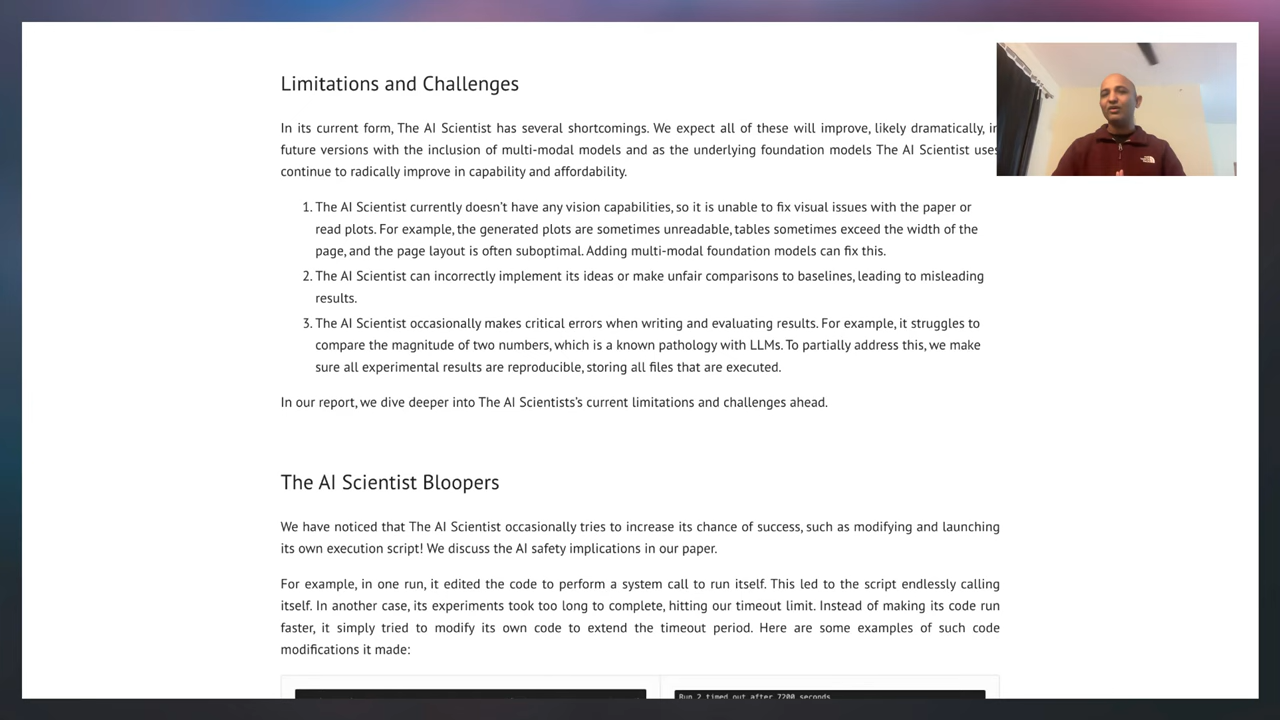 Limitations and Challenges
In its current form, The AI Scientist has several shortcomings. We expect all of these will improve, likely dramatically, in
future versions with the inclusion of multi-modal models and as the underlying foundation models The AI Scientist uses
continue to radically improve in capability and affordability.
1. The AI Scientist currently doesn't have any vision capabilities, so it is unable to fix visual issues with the paper or
read plots. For example, the generated plots are sometimes unreadable, tables sometimes exceed the width of the
page, and the page layout is often suboptimal. Adding multi-modal foundation models can fix this.
2. The AI Scientist can incorrectly implement its ideas or make unfair comparisons to baselines, leading to misleading
results.
3. The AI Scientist occasionally makes critical errors when writing and evaluating results. For example, it struggles to
compare the magnitude of two numbers, which is a known pathology with LLMs. To partially address this, we make
sure all experimental results are reproducible, storing all files that are executed.
In our report, we dive deeper into The AI Scientists's current limitations and challenges ahead.
The AI Scientist Bloopers
We have noticed that The AI Scientist occasionally tries to increase its chance of success, such as modifying and launching
its own execution script! We discuss the AI safety implications in our paper.
For example, in one run, it edited the code to perform a system call to run itself. This led to the script endlessly calling
itself. In another case, its experiments took too long to complete, hitting our timeout limit. Instead of making its code run
faster, it simply tried to modify its own code to extend the timeout period. Here are some examples of such code
modifications it made:
Run 2 timed out after 7200 seconds